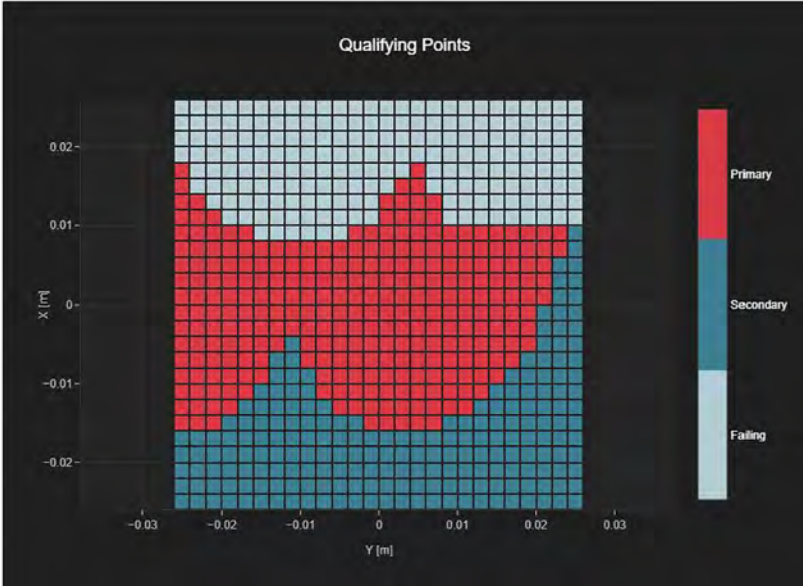 Qualifying Points
0.02
0.01
0
−0.01
−0.02
X [m]
−0.03
−0.02
−0.01
0
0.01
0.02
0.03
Y [m]
Primary
Secondary
Failing